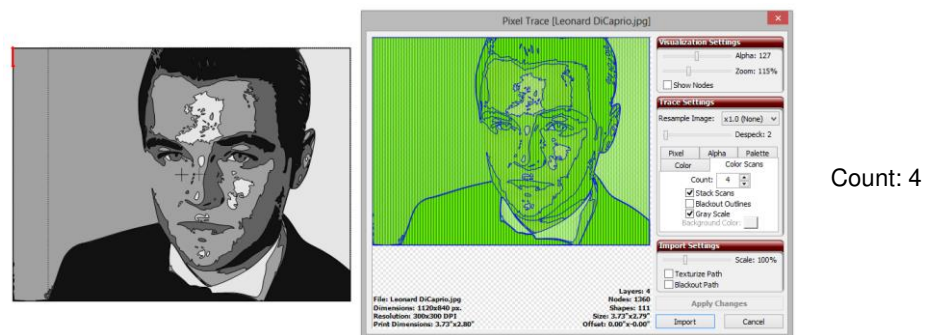 Pixel Trace [Leonard DiCaprio.jpg]
Visualization Settings
Alpha: 127
Zoom: 115%
Show Nodes
Trace Settings
Resample Image: x1.0 (None)
Despeck: 2
Pixel Alpha Palette
Color Color Scans
Count: 4
Stack Scans
Blackout Outlines
Gray Scale
Background Color:
Import Settings
Scale: 100%
Texturize Path
Blackout Path
Apply Changes
Import Cancel
File: Leonard DiCaprio.jpg
Dimensions: 1120x840 px.
Resolution: 300x300 DPI
Print Dimensions: 3.73"x2.80"
Layers: 4
Nodes: 1360
Shapes: 111
Size: 3.73"x2.79"
Offset: 0.00"x-0.00"
Count: 4